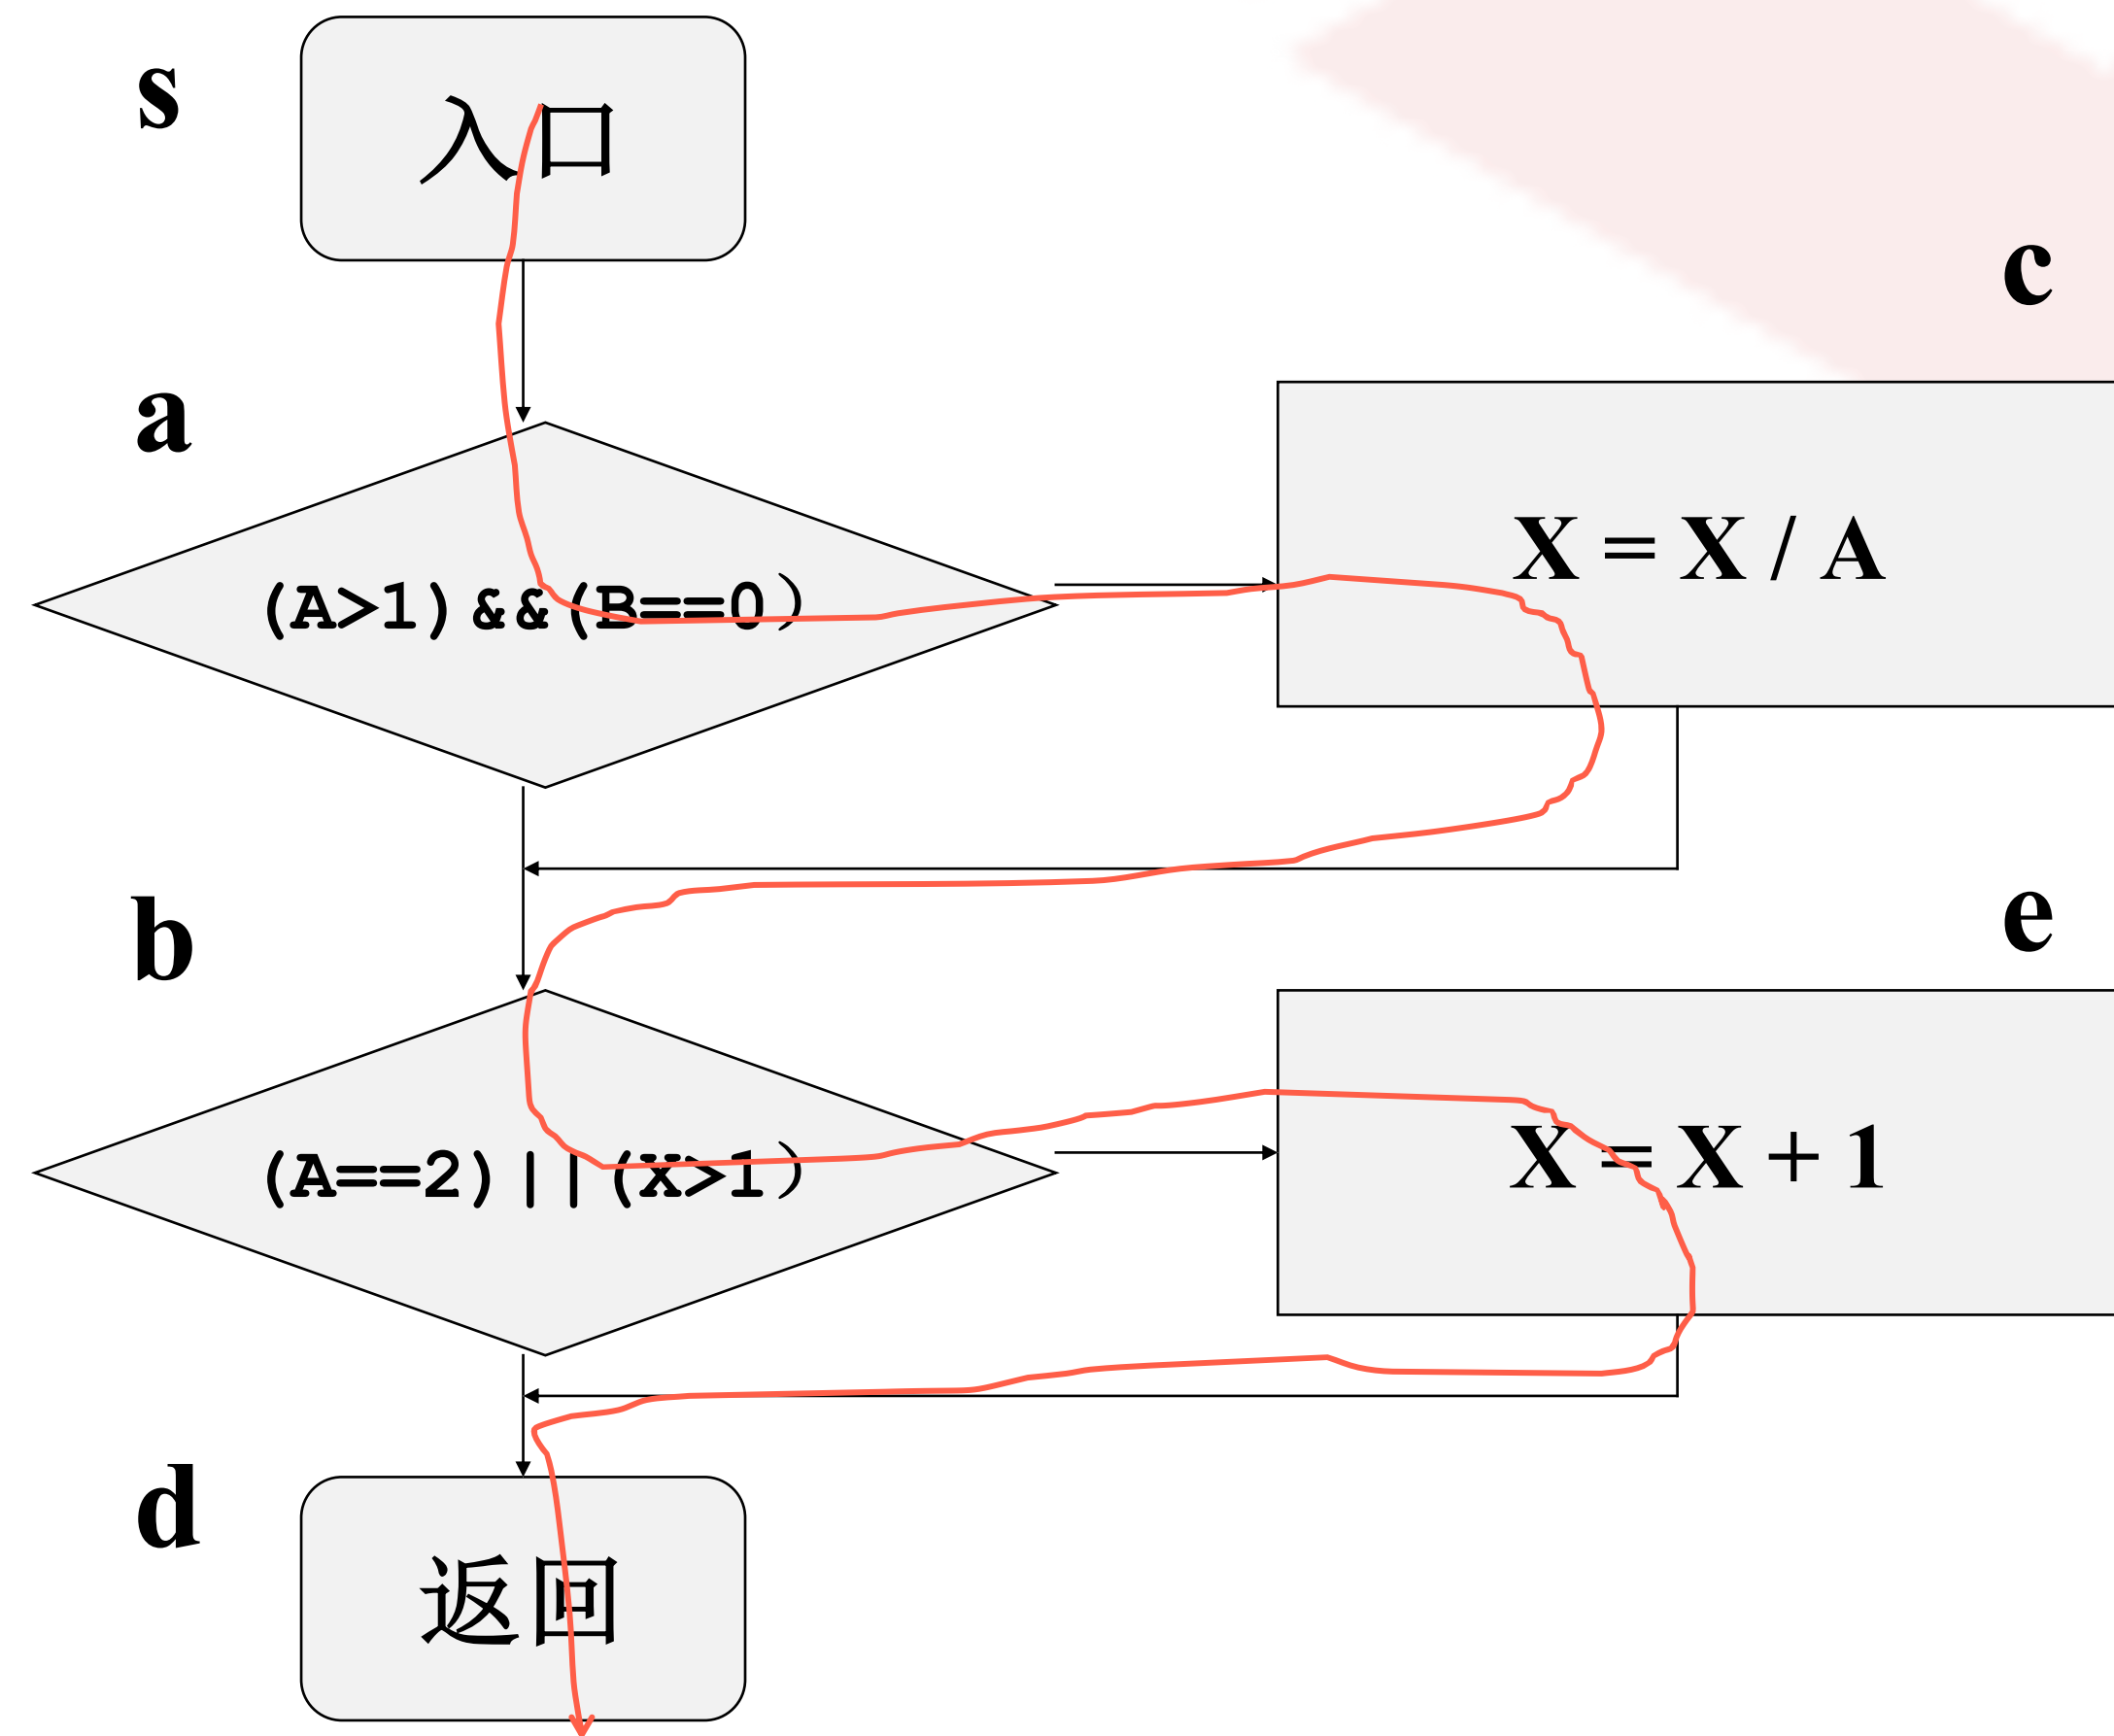 s
入口
c
a
(A>1)&&(B==0)
X = X / A
b
e
(A==2)||(x>1)
X = X + 1
d
返回